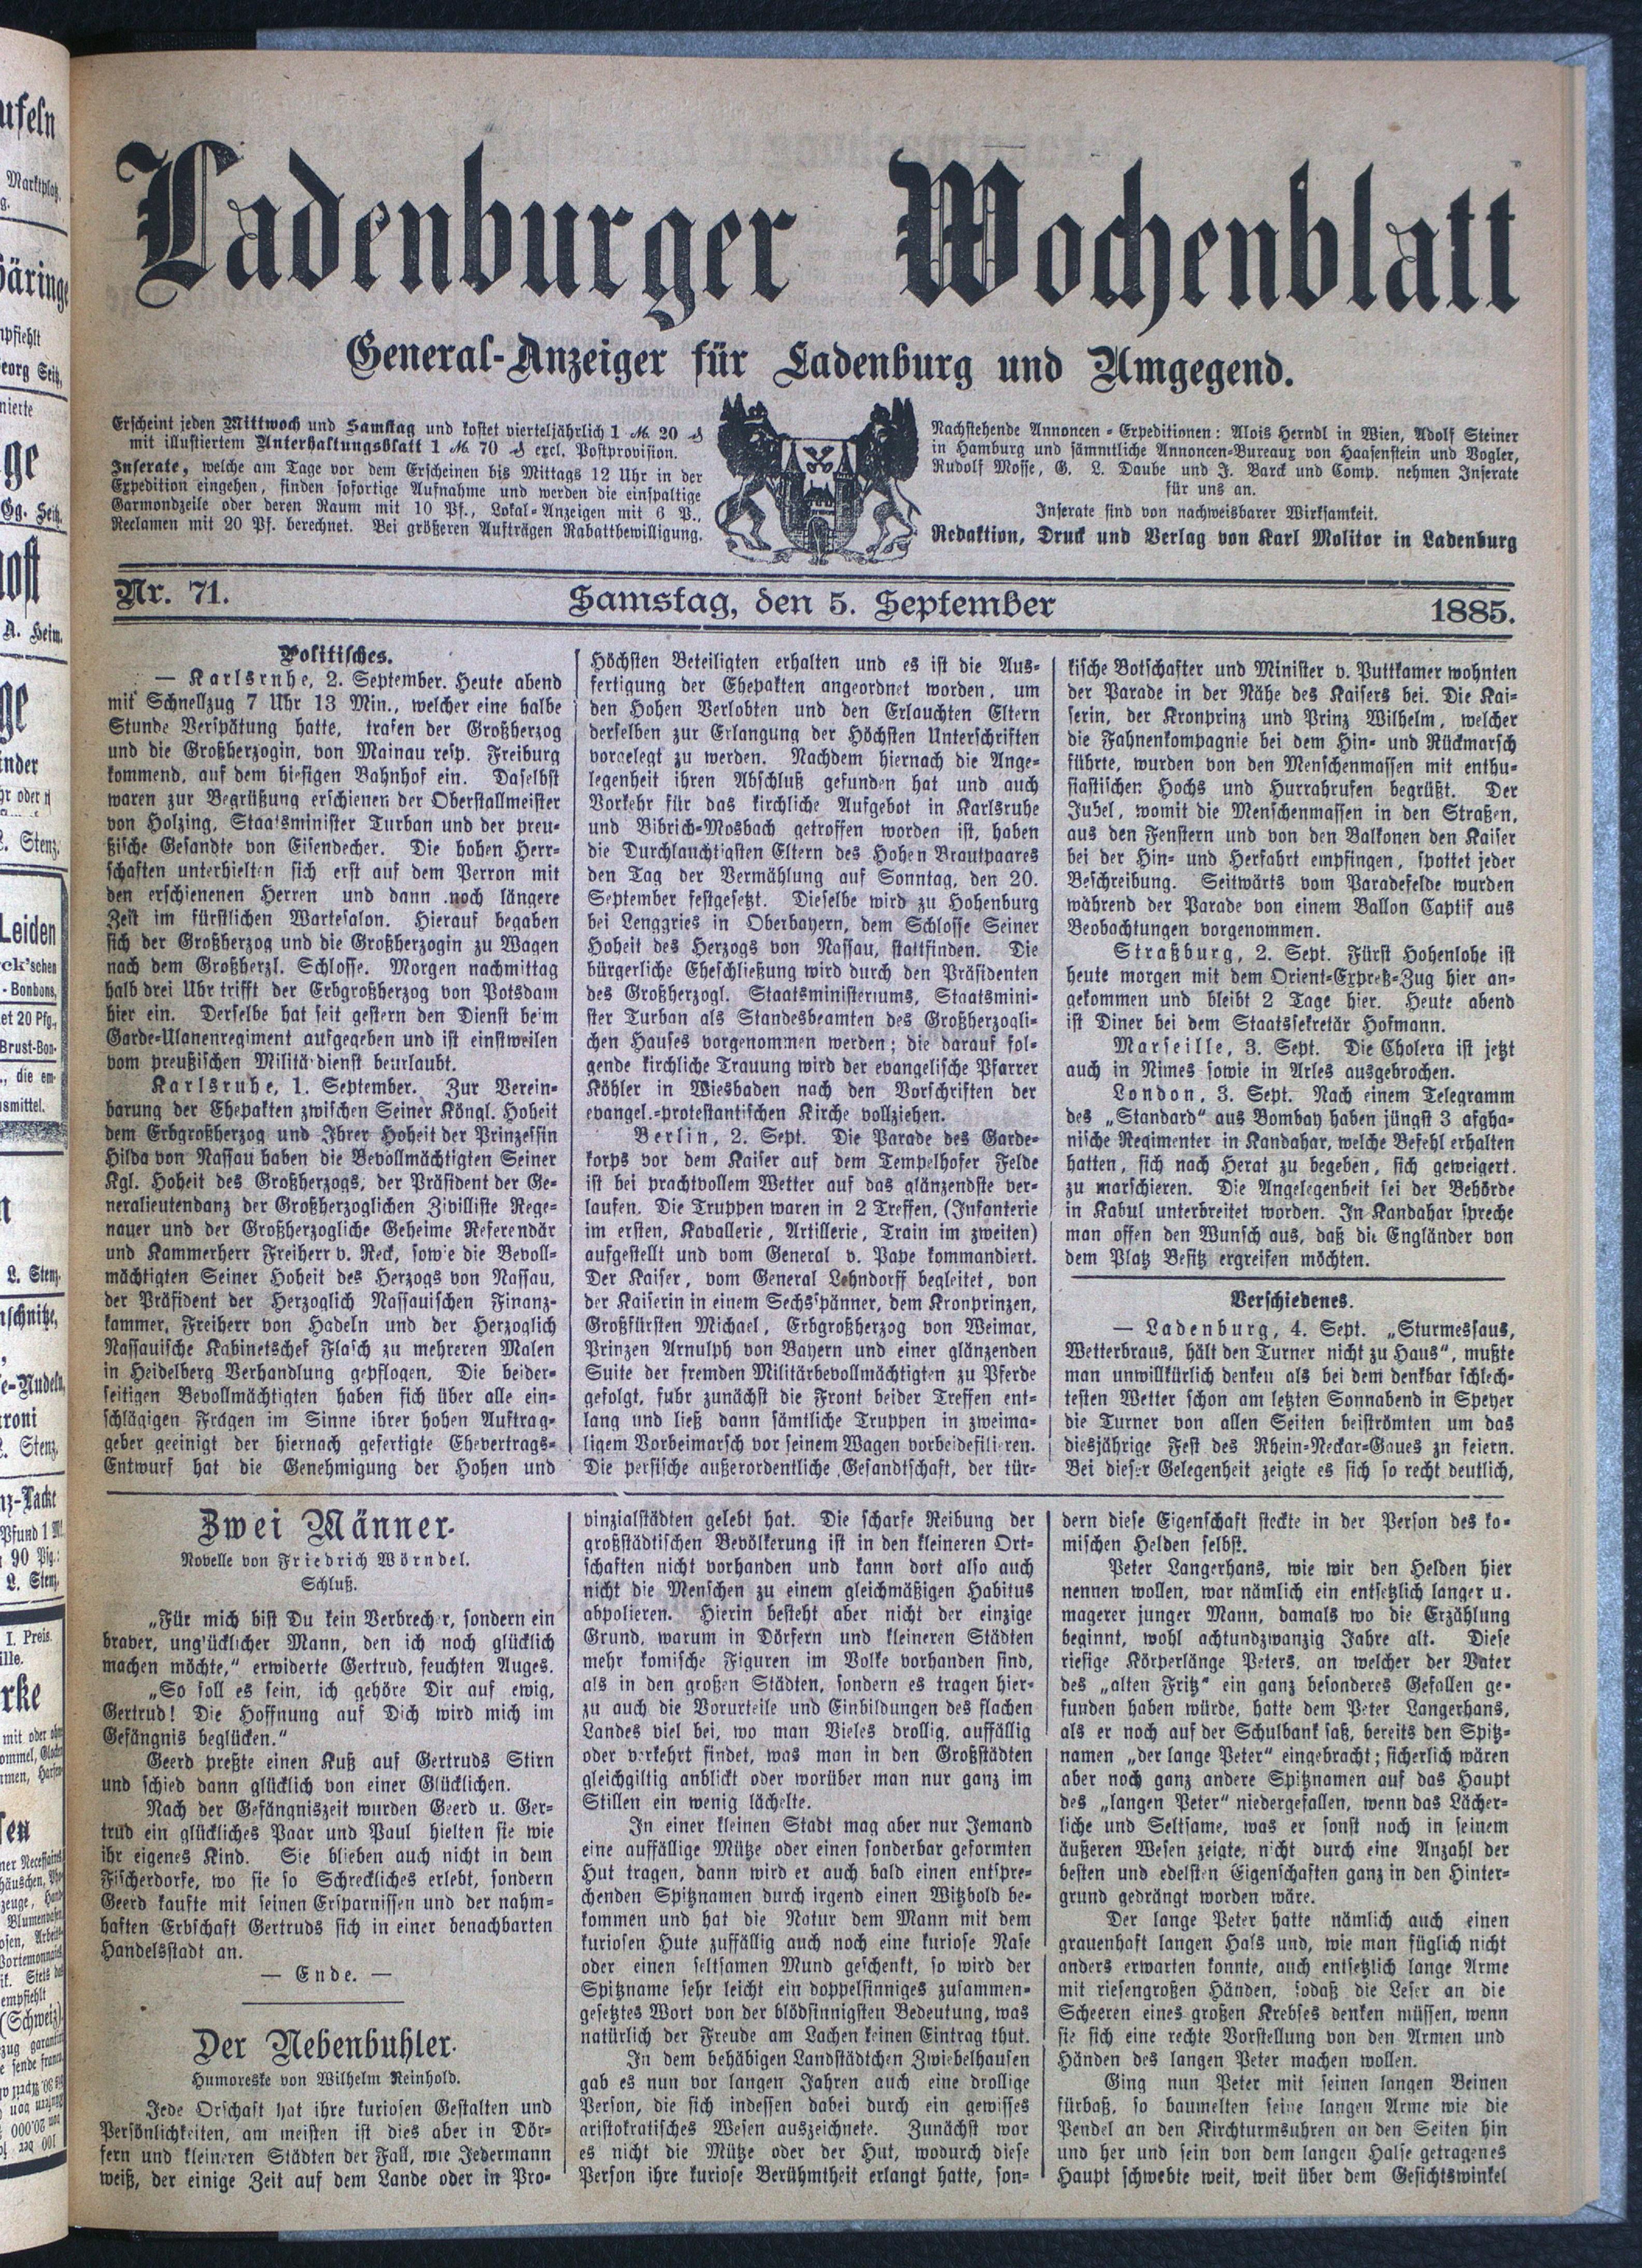 Ladenburger Wochenblatt
General-Anzeiger für Ladenburg und Umgegend.
Erscheint jeden Mittwoch und Samstag und kostet vierteljährlich 1 M. 20 ₰
mit illustiertem Unterhaltungsblatt 1 M. 70 ₰ excl. Postprovision.
Inserate, welche am Tage vor dem Erscheinen bis Mittags 12 Uhr in der
Expedition eingehen, finden sofortige Aufnahme und werden die einspaltige
Garmondzeile oder deren Raum mit 10 Pf., Lokal-Anzeigen mit 6 P.,
Reclamen mit 20 Pf. berechnet. Bei größeren Aufträgen Rabattbewilligung.
Nachstehende Annoncen-Expeditionen: Alois Herndl in Wien, Adolf Steiner
in Hamburg und sämmtliche Annoncen-Bureaux von Haasenstein und Vogler,
Rudolf Mosse, G. L. Daube und J. Barck und Comp. nehmen Inserate
für uns an.
Inserate sind von nachweisbarer Wirksamkeit.
Redaktion, Druck und Verlag von Karl Molitor in Ladenburg
Nr. 71.
Samstag, den 5. September
1885.
Politisches.
— Karlsruhe, 2. September. Heute abend
mit Schnellzug 7 Uhr 13 Min., welcher eine halbe
Stunde Verspätung hatte, trafen der Großherzog
und die Großherzogin, von Mainau resp. Freiburg
kommend, auf dem hiesigen Bahnhof ein. Daselbst
waren zur Begrüßung erschienen der Oberstallmeister
von Holzing, Staatsminister Turban und der preu-
ßische Gesandte von Eisendecher. Die hohen Herr-
schaften unterhielten sich erst auf dem Perron mit
den erschienenen Herren und dann noch längere
Zeit im fürstlichen Wartesalon. Hierauf begaben
sich der Großherzog und die Großherzogin zu Wagen
nach dem Großherzl. Schlosse. Morgen nachmittag
halb drei Uhr trifft der Erbgroßherzog von Potsdam
hier ein. Derselbe hat seit gestern den Dienst beim
Garde-Ulanenregiment aufgegeben und ist einstweilen
vom preußischen Militärdienst beurlaubt.
Karlsruhe, 1. September. Zur Verein-
barung der Ehepakten zwischen Seiner Köngl. Hoheit
dem Erbgroßherzog und Ihrer Hoheit der Prinzessin
Hilda von Nassau haben die Bevollmächtigten Seiner
Kgl. Hoheit des Großherzogs, der Präsident der Ge-
neralieutendanz der Großherzoglichen Zivilliste Rege-
nauer und der Großherzogliche Geheime Referendär
und Kammerherr Freiherr v. Reck, sowie die Bevoll-
mächtigten Seiner Hoheit des Herzogs von Nassau,
der Präsident der Herzoglich Nassauischen Finanz-
kammer, Freiherr von Hadeln und der Herzoglich
Nassauische Kabinetschef Flasch zu mehreren Malen
in Heidelberg Verhandlung gepflogen. Die beider-
seitigen Bevollmächtigten haben sich über alle ein-
schlägigen Fragen im Sinne ihrer hohen Auftrag-
geber geeinigt der hiernach gefertigte Ehevertrags-
Entwurf hat die Genehmigung der Hohen und
Höchsten Beteiligten erhalten und es ist die Aus-
fertigung der Ehepakten angeordnet worden, um
den Hohen Verlobten und den Erlauchten Eltern
derselben zur Erlangung der Höchsten Unterschriften
vorgelegt zu werden. Nachdem hiernach die Ange-
legenheit ihren Abschluß gefunden hat und auch
Vorkehr für das kirchliche Aufgebot in Karlsruhe
und Bibrich-Mosbach getroffen worden ist, haben
die Durchlauchtigsten Eltern des Hohen Brautpaares
den Tag der Vermählung auf Sonntag, den 20.
September festgesetzt. Dieselbe wird zu Hohenburg
bei Lenggries in Oberbayern, dem Schlosse Seiner
Hoheit des Herzogs von Nassau, stattfinden. Die
bürgerliche Eheschließung wird durch den Präsidenten
des Großherzogl. Staatsministeriums, Staatsmini-
ster Turban als Standesbeamten des Großherzogli-
chen Hauses vorgenommen werden; die darauf fol-
gende kirchliche Trauung wird der evangelische Pfarrer
Köhler in Wiesbaden nach den Vorschriften der
evangel.-protestantischen Kirche vollziehen.
Berlin, 2. Sept. Die Parade des Garde-
korps vor dem Kaiser auf dem Tempelhofer Felde
ist bei prachtvollem Wetter auf das glänzendste ver-
laufen. Die Truppen waren in 2 Treffen, (Infanterie
im ersten, Kavallerie, Artillerie, Train im zweiten)
aufgestellt und vom General v. Pape kommandiert.
Der Kaiser, vom General Lehndorff begleitet, von
der Kaiserin in einem Sechsspänner, dem Kronprinzen,
Großfürsten Michael, Erbgroßherzog von Weimar,
Prinzen Arnulph von Bayern und einer glänzenden
Suite der fremden Militärbevollmächtigten zu Pferde
gefolgt, fuhr zunächst die Front beider Treffen ent-
lang und ließ dann sämtliche Truppen in zweima-
ligem Vorbeimarsch vor seinem Wagen vorbeidefilieren.
Die persische außerordentliche Gesandtschaft, der tür-
kische Botschafter und Minister v. Puttkamer wohnten
der Parade in der Nähe des Kaisers bei. Die Kai-
serin, der Kronprinz und Prinz Wilhelm, welcher
die Fahnenkompagnie bei dem Hin- und Rückmarsch
führte, wurden von den Menschenmassen mit enthu-
siastischen Hochs und Hurrahrufen begrüßt. Der
Jubel, womit die Menschenmassen in den Straßen,
aus den Fenstern und von den Balkonen den Kaiser
bei der Hin- und Herfahrt empfingen, spottet jeder
Beschreibung. Seitwärts vom Paradefelde wurden
während der Parade von einem Ballon Captif aus
Beobachtungen vorgenommen.
Straßburg, 2. Sept. Fürst Hohenlohe ist
heute morgen mit dem Orient-Expreß-Zug hier an-
gekommen und bleibt 2 Tage hier. Heute abend
ist Diner bei dem Staatssekretär Hofmann.
Marseille, 3. Sept. Die Cholera ist jetzt
auch in Nimes sowie in Arles ausgebrochen.
London, 3. Sept. Nach einem Telegramm
des „Standard“ aus Bombay haben jüngst 3 afgha-
nische Regimenter in Kandahar, welche Befehl erhalten
hatten, sich nach Herat zu begeben, sich geweigert.
zu marschieren. Die Angelegenheit sei der Behörde
in Kabul unterbreitet worden. In Kandahar spreche
man offen den Wunsch aus, daß die Engländer von
dem Platz Besitz ergreifen möchten.
Verschiedenes.
— Ladenburg, 4. Sept. „Sturmessaus,
Wetterbraus, hält den Turner nicht zu Haus“, mußte
man unwillkürlich denken als bei dem denkbar schlech-
testen Wetter schon am letzten Sonnabend in Speyer
die Turner von allen Seiten beiströmten um das
diesjährige Fest des Rhein-Neckar-Gaues zu feiern.
Bei dieser Gelegenheit zeigte es sich so recht deutlich,
Zwei Männer.
Novelle von Friedrich Wörndel.
Schluß.
„Für mich bist Du kein Verbrecher, sondern ein
braver, ung'ücklicher Mann, den ich noch glücklich
machen möchte,“ erwiderte Gertrud, feuchten Auges.
„So soll es sein, ich gehöre Dir auf ewig,
Gertrud! Die Hoffnung auf Dich wird mich im
Gefängnis beglücken.“
Geerd preßte einen Kuß auf Gertruds Stirn
und schied dann glücklich von einer Glücklichen.
Nach der Gefängniszeit wurden Geerd u. Ger-
trud ein glückliches Paar und Paul hielten sie wie
ihr eigenes Kind. Sie blieben auch nicht in dem
Fischerdorfe, wo sie so Schreckliches erlebt, sondern
Geerd kaufte mit seinen Ersparnissen und der nahm-
haften Erbschaft Gertruds sich in einer benachbarten
Handelsstadt an.
— Ende. —
Der Nebenbuhler.
Humoreske von Wilhelm Reinhold.
Jede Orschaft hat ihre kuriosen Gestalten und
Persönlichkeiten, am meisten ist dies aber in Dör-
fern und kleineren Städten der Fall, wie Jedermann
weiß, der einige Zeit auf dem Lande oder in Pro-
vinzialstädten gelebt hat. Die scharfe Reibung der
großstädtischen Bevölkerung ist in den kleineren Ort-
schaften nicht vorhanden und kann dort also auch
nicht die Menschen zu einem gleichmäßigen Habitus
abpolieren. Hierin besteht aber nicht der einzige
Grund, warum in Dörfern und kleineren Städten
mehr komische Figuren im Volke vorhanden sind,
als in den großen Städten, sondern es tragen hier-
zu auch die Vorurteile und Einbildungen des flachen
Landes viel bei, wo man Vieles drollig, auffällig
oder verkehrt findet, was man in den Großstädten
gleichgiltig anblickt oder worüber man nur ganz im
Stillen ein wenig lächelte.
In einer kleinen Stadt mag aber nur Jemand
eine auffällige Mütze oder einen sonderbar geformten
Hut tragen, dann wird er auch bald einen entspre-
chenden Spitznamen durch irgend einen Witzbold be-
kommen und hat die Natur dem Mann mit dem
kuriosen Hute zuffällig auch noch eine kuriose Nase
oder einen seltsamen Mund geschenkt, so wird der
Spitzname sehr leicht ein doppelsinniges zusammen-
gesetztes Wort von der blödsinnigsten Bedeutung, was
natürlich der Freude am Lachen keinen Eintrag thut.
In dem behäbigen Landstädtchen Zwiebelhausen
gab es nun vor langen Jahren auch eine drollige
Person, die sich indessen dabei durch ein gewisses
aristokratisches Wesen auszeichnete. Zunächst war
es nicht die Mütze oder der Hut, wodurch diese
Person ihre kuriose Berühmtheit erlangt hatte, son-
dern diese Eigenschaft steckte in der Person des ko-
mischen Helden selbst.
Peter Langerhans, wie wir den Helden hier
nennen wollen, war nämlich ein entsetzlich langer u.
magerer junger Mann, damals wo die Erzählung
beginnt, wohl achtundzwanzig Jahre alt. Diese
riesige Körperlänge Peters, an welcher der Vater
des „alten Fritz“ ein ganz besonderes Gefallen ge-
funden haben würde, hatte dem Peter Langerhans,
als er noch auf der Schulbank saß, bereits den Spitz-
namen „der lange Peter“ eingebracht; sicherlich wären
aber noch ganz andere Spitznamen auf das Haupt
des „langen Peter“ niedergefallen, wenn das Lächer-
liche und Seltsame, was er sonst noch in seinem
äußeren Wesen zeigte, nicht durch eine Anzahl der
besten und edelsten Eigenschaften ganz in den Hinter-
grund gedrängt worden wäre.
Der lange Peter hatte nämlich auch einen
grauenhaft langen Hals und, wie man füglich nicht
anders erwarten konnte, auch entsetzlich lange Arme
mit riesengroßen Händen, sodaß die Leser an die
Scheeren eines großen Krebses denken müssen, wenn
sie sich eine rechte Vorstellung von den Armen und
Händen des langen Peter machen wollen.
Ging nun Peter mit seinen langen Beinen
fürbaß, so baumelten seine langen Arme wie die
Pendel an den Kirchturmsuhren an den Seiten hin
und her und sein von dem langen Halse getragenes
Haupt schwebte weit, weit über dem Gesichtswinkel